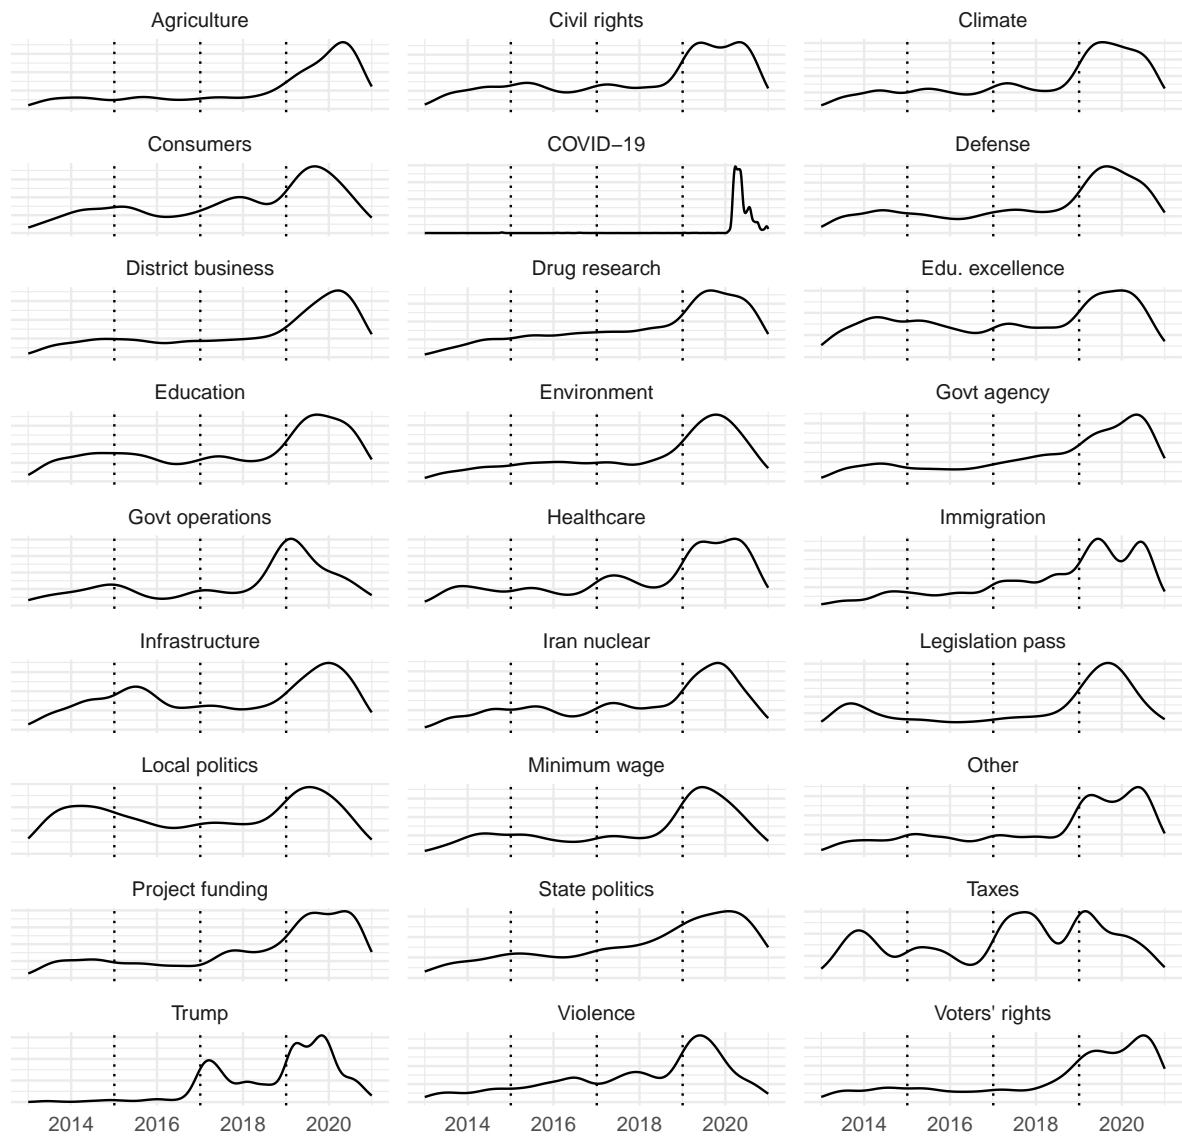 Agriculture
Civil rights
Climate
Consumers
COVID−19
Defense
District business
Drug research
Edu. excellence
Education
Environment
Govt agency
Govt operations
Healthcare
Immigration
Infrastructure
Iran nuclear
Legislation pass
Local politics
Minimum wage
Other
Project funding
State politics
Taxes
Trump
Violence
Voters' rights
2014 2016 2018 2020 2014 2016 2018 2020 2014 2016 2018 2020